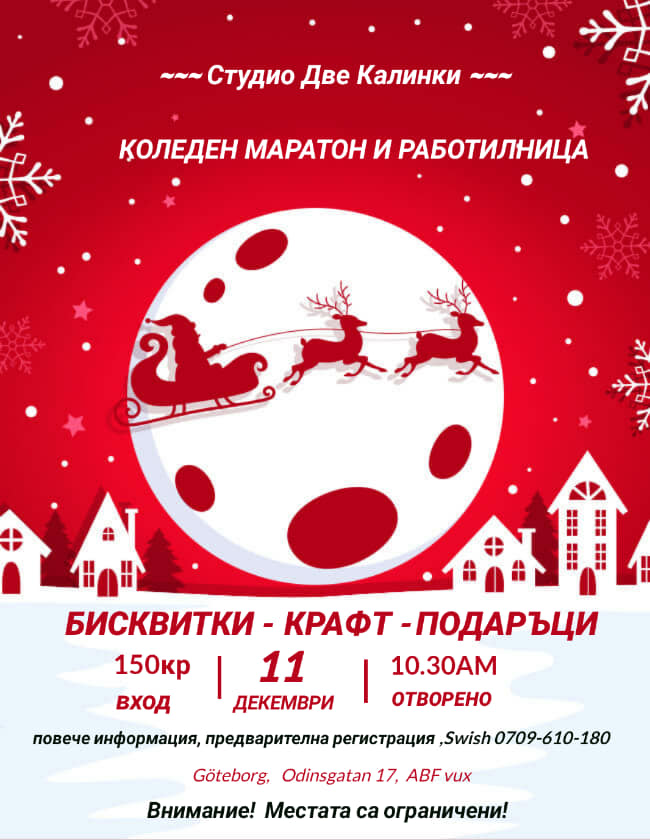 ~~~ Студио Две Калинки ~~~
КОЛЕДЕН МАРАТОН И РАБОТИЛНИЦА
БИСКВИТКИ - КРАФТ - ПОДАРЪЦИ
150кр | 11 | 10.30AM
вход ДЕКЕМВРИ ОТВОРЕНО
повече информация, предварителна регистрация ,Swish 0709-610-180
Göteborg, Odinsgatan 17, ABF vux
Внимание! Местата са ограничени!